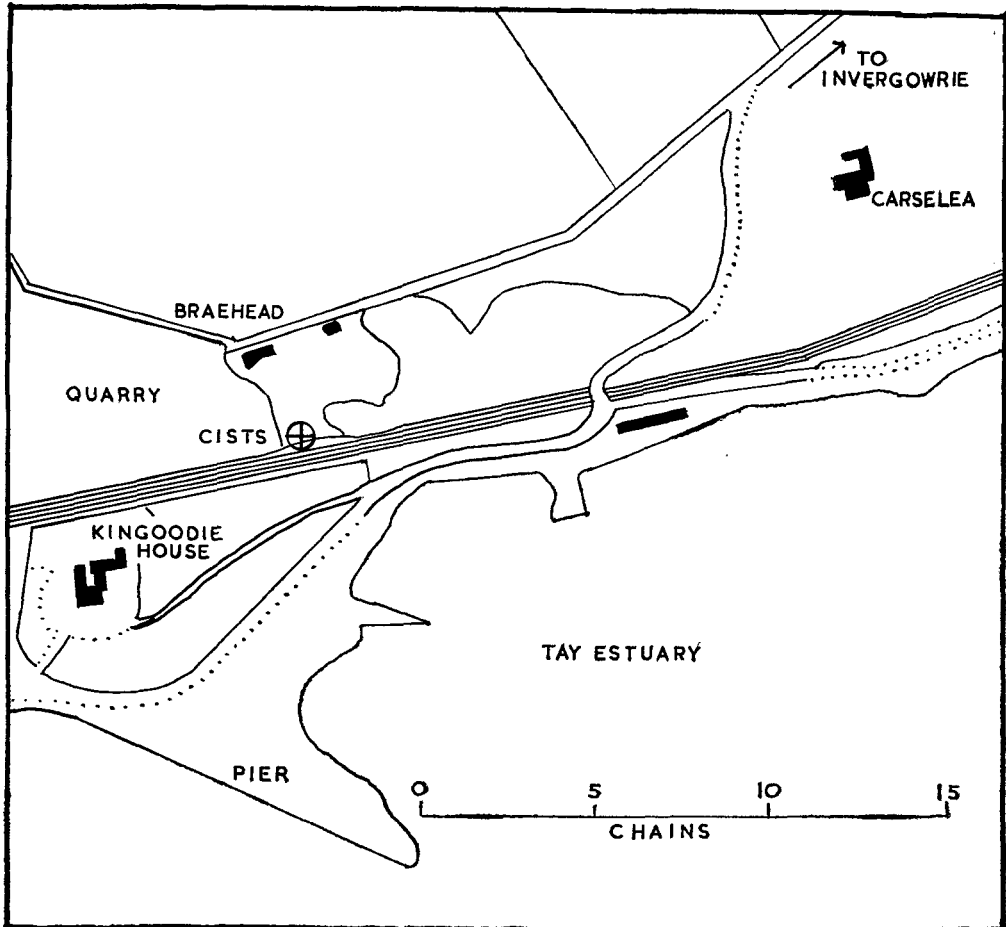 TO
INVERGOWRIE
CARSELEA
BRAEHEAD
QUARRY
CISTS
KINGOODIE
HOUSE
TAY ESTUARY
PIER
0 5 10 15
CHAINS